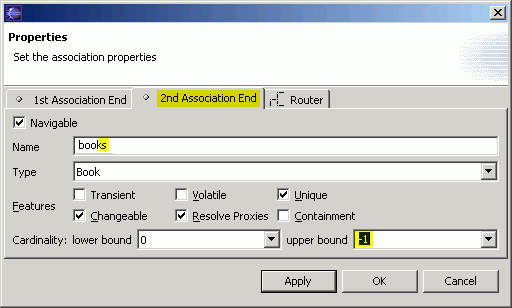 Properties
Set the association properties
1st Association End 2nd Association End Router
Navigable
Name books
Type Book
Features Transient Volatile Unique
Changeable Resolve Proxies Containment
Cardinality: lower bound 0 upper bound -1
Apply OK Cancel